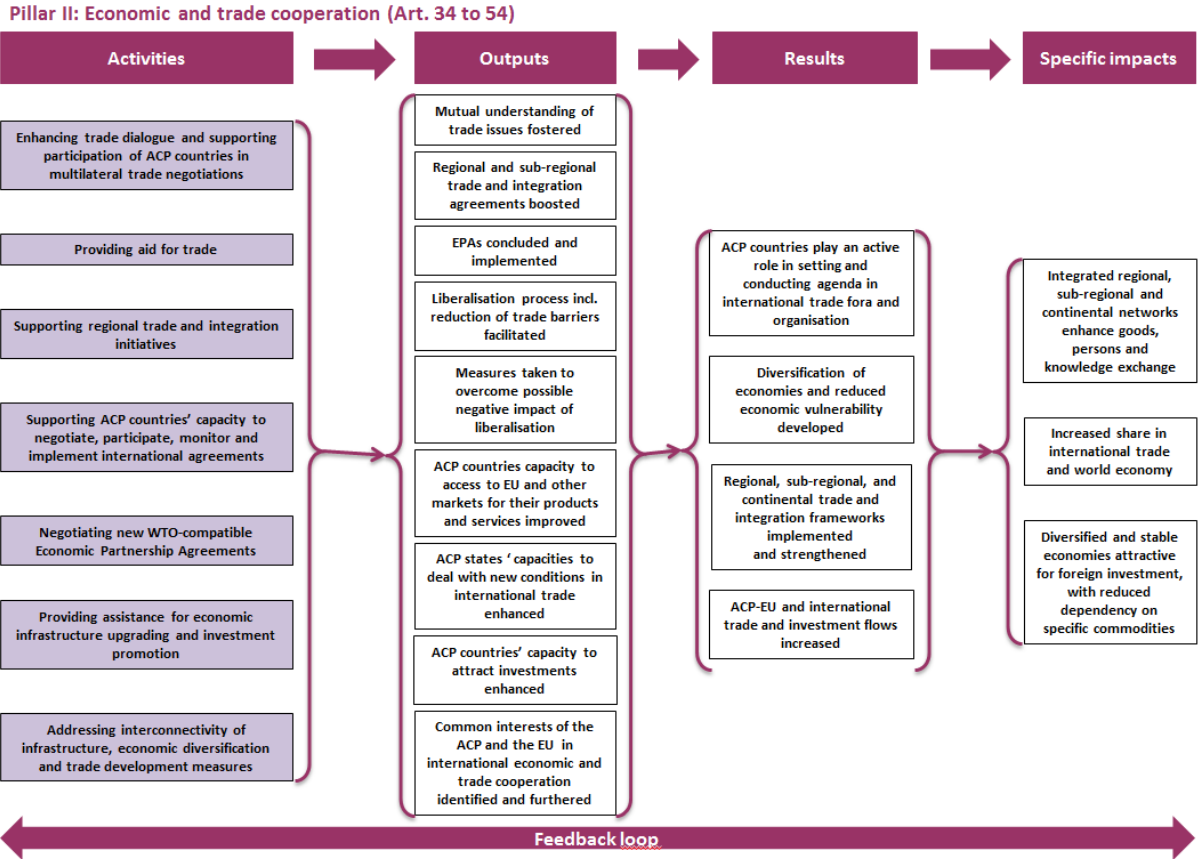 Pillar II: Economic and trade cooperation (Art. 34 to 54)
Activities
Outputs
Results
Specific impacts
Enhancing trade dialogue and supporting
participation of ACP countries in
multilateral trade negotiations
Providing aid for trade
Supporting regional trade and integration
initiatives
Supporting ACP countries’ capacity to
negotiate, participate, monitor and
implement international agreements
Negotiating new WTO-compatible
Economic Partnership Agreements
Providing assistance for economic
infrastructure upgrading and investment
promotion
Addressing interconnectivity of
infrastructure, economic diversification
and trade development measures
Mutual understanding of
trade issues fostered
Regional and sub-regional
trade and integration
agreements boosted
EPAs concluded and
implemented
Liberalisation process incl.
reduction of trade barriers
facilitated
Measures taken to
overcome possible
negative impact of
liberalisation
ACP countries capacity to
access to EU and other
markets for their products
and services improved
ACP states ‘ capacities to
deal with new conditions in
international trade
enhanced
ACP countries’ capacity to
attract investments
enhanced
Common interests of the
ACP and the EU in
international economic and
trade cooperation
identified and furthered
ACP countries play an active
role in setting and
conducting agenda in
international trade fora and
organisation
Diversification of
economies and reduced
economic vulnerability
developed
Regional, sub-regional, and
continental trade and
integration frameworks
implemented
and strengthened
ACP-EU and international
trade and investment flows
increased
Integrated regional,
sub-regional and
continental networks
enhance goods,
persons and
knowledge exchange
Increased share in
international trade
and world economy
Diversified and stable
economies attractive
for foreign investment,
with reduced
dependency on
specific commodities
Feedback loop